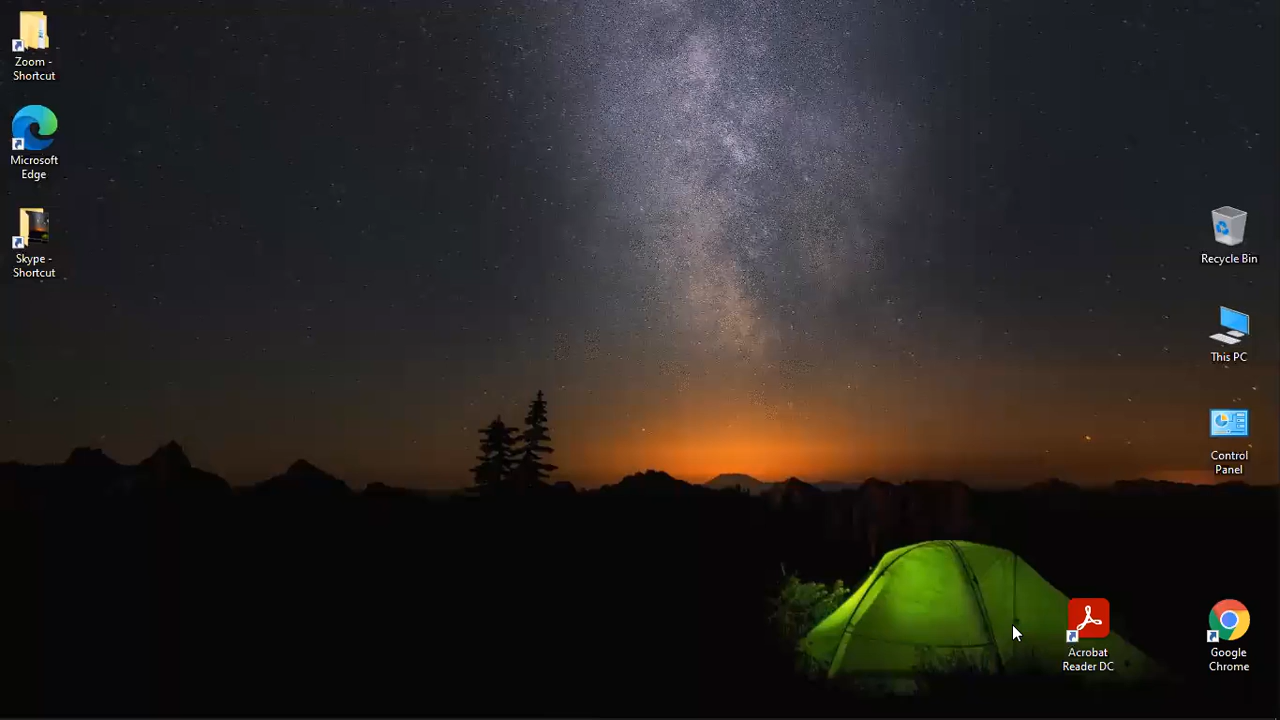 Zoom -
Shortcut
Microsoft
Edge
Skype -
Shortcut
Recycle Bin
This PC
Control
Panel
Acrobat
Reader DC
Google
Chrome